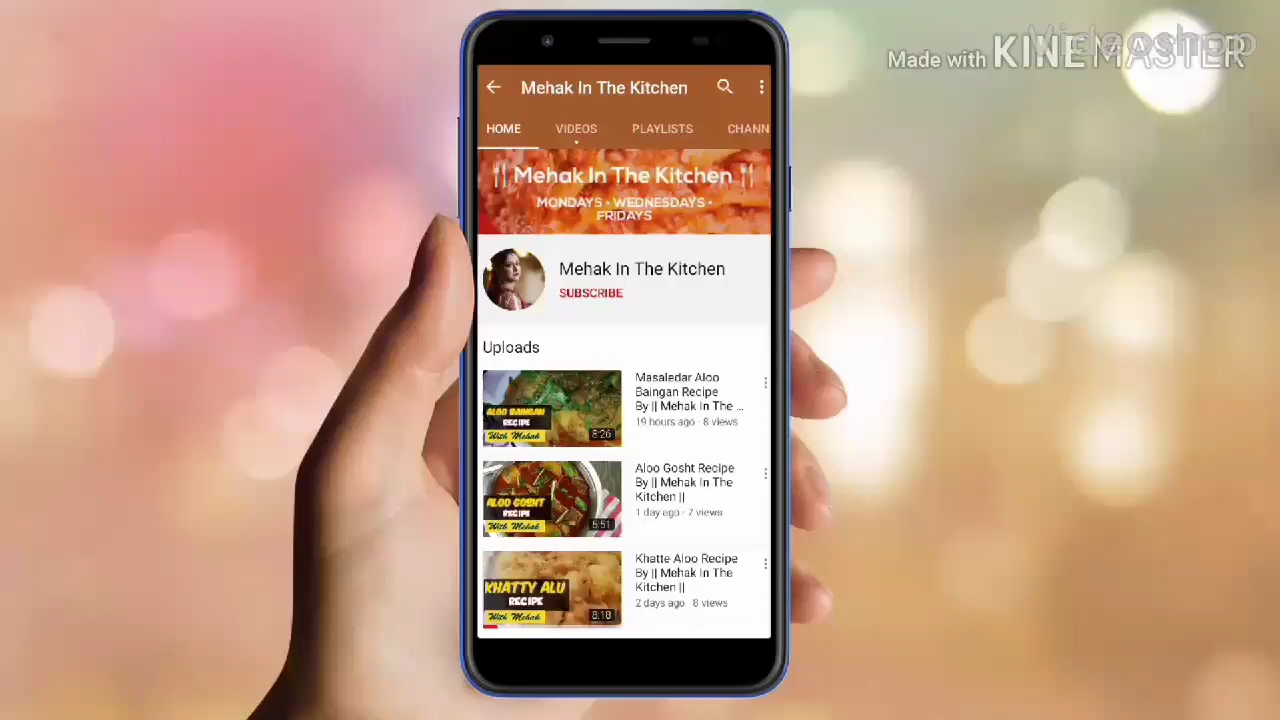 Videoshop
Made with KINEMASTER
Mehak In The Kitchen
HOME VIDEOS PLAYLISTS CHANN
Mehak In The Kitchen
MONDAYS • WEDNESDAYS •
FRIDAYS
Mehak In The Kitchen
SUBSCRIBE
Uploads
ALOO BAINGAN
RECIPE
With Mehak
8:26
Masaledar Aloo
Baingan Recipe
By || Mehak In The ...
19 hours ago · 8 views
ALOO GOSHT
RECIPE
With Mehak
5:51
Aloo Gosht Recipe
By || Mehak In The
Kitchen ||
1 day ago · 7 views
KHATTY ALU
RECIPE
With Mehak
8:18
Khatte Aloo Recipe
By || Mehak In The
Kitchen ||
2 days ago · 8 views